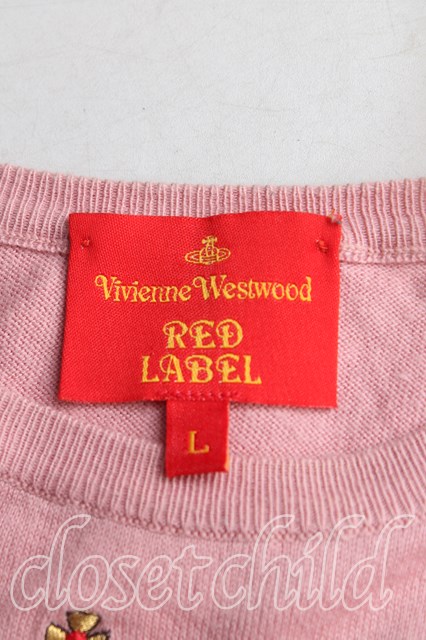 Vivienne Westwood
RED
LABEL
L
closetchild